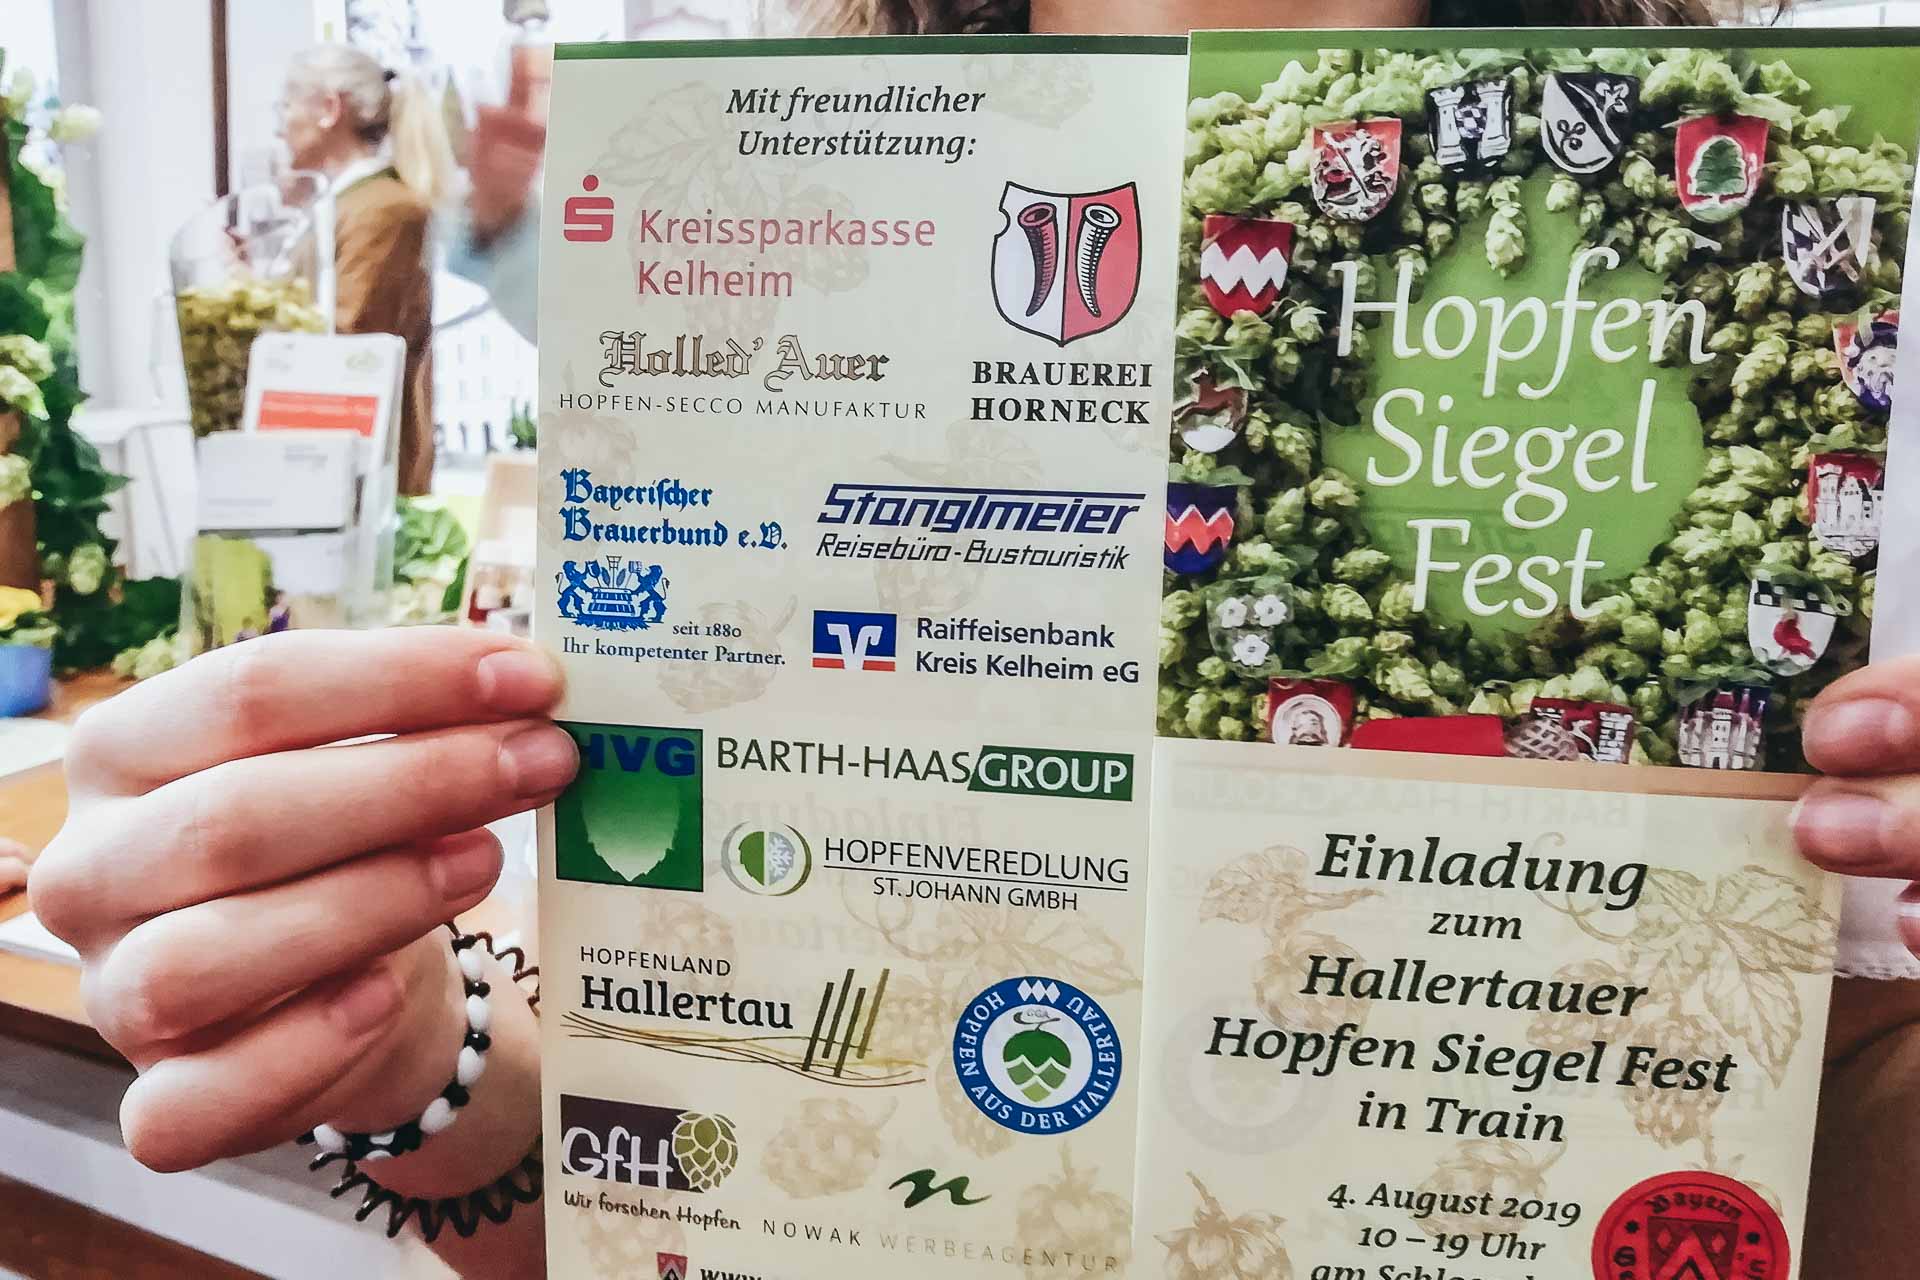 Mit freundlicher
Unterstützung:
Kreissparkasse
Kelheim
Holled' Auer
HOPFEN-SECCO MANUFAKTUR
BRAUEREI
HORNECK
Bayerischer
Brauerbund e.V.
seit 1880
Ihr kompetenter Partner.
Stanglmeier
Reisebüro-Bustouristik
Raiffeisenbank
Kreis Kelheim eG
HVG
BARTH-HAAS GROUP
HOPFENVEREDLUNG
ST. JOHANN GMBH
HOPFENLAND
Hallertau
HOPFEN AUS DER HALLERTAU
GGA
GfH
Wir forschen Hopfen
NOWAK WERBEAGENTUR
www.
Hopfen
Siegel
Fest
Einladung
zum
Hallertauer
Hopfen Siegel Fest
in Train
4. August 2019
10 – 19 Uhr
am
Bayern